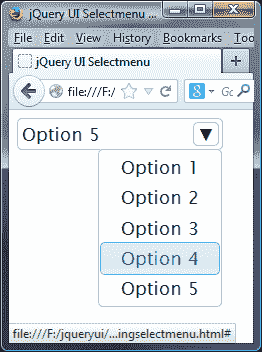 jQuery UI Selectmenu ...
File Edit View History Bookmarks Too
jQuery UI Selectmenu
file:///F:/
Go
Option 5
Option 1
Option 2
Option 3
Option 4
Option 5
file:///F:/jqueryui/...ingselectmenu.html#